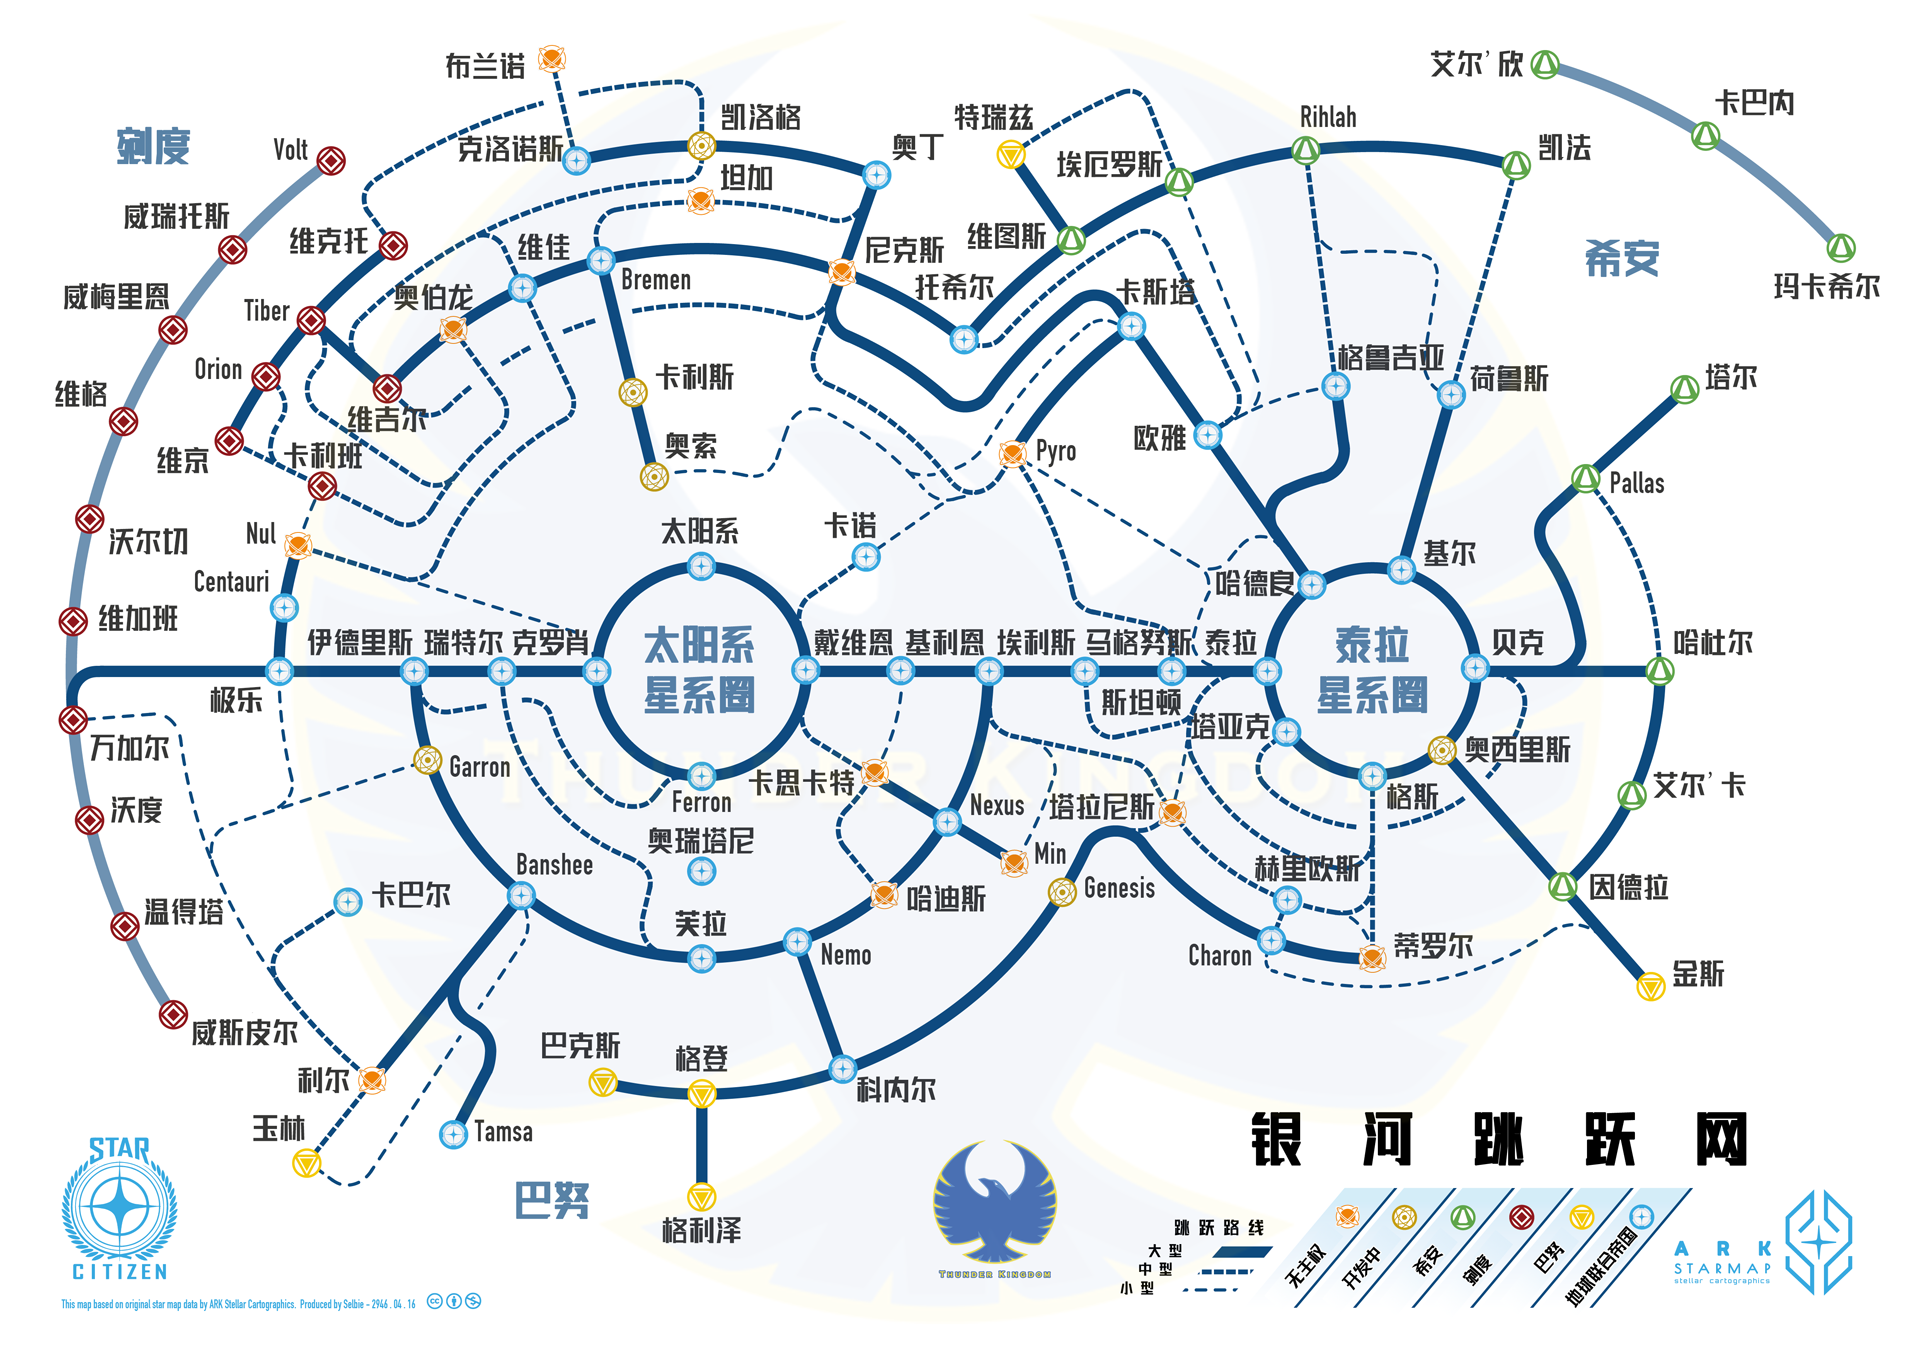 布兰诺
艾尔'欣
卡巴内
玛卡希尔
希安
剜度
Volt
威瑞托斯
威梅里恩
维格
沃尔切
维加班
万加尔
沃度
温得塔
威斯皮尔
克洛诺斯
凯洛格
坦加
奥丁
特瑞兹
埃厄罗斯
Rihlah
凯法
维克托
Tiber
Orion
维京
维吉尔
奥伯龙
维佳
Bremen
尼克斯
托希尔
维图斯
卡斯塔
卡利斯
奥索
卡利班
Nul
Centauri
Pyro
欧雅
格鲁吉亚
荷鲁斯
塔尔
Pallas
太阳系
卡诺
哈德良
基尔
极乐
伊德里斯
瑞特尔
克罗肖
太阳系
星系圈
戴维恩
基利恩
埃利斯
马格努斯
斯坦顿
泰拉
泰拉
星系圈
贝克
哈杜尔
塔亚克
奥西里斯
格斯
艾尔'卡
因德拉
金斯
Garron
Ferron
卡思卡特
Nexus
Min
塔拉尼斯
奥瑞塔尼
Banshee
卡巴尔
芙拉
Nemo
哈迪斯
Genesis
赫里欧斯
Charon
蒂罗尔
利尔
玉林
Tamsa
巴克斯
格登
科内尔
格利泽
巴努
THUNDER KINGDOM
银河跳跃网
跳跃路线
大型
中型
小型
无主权
开发中
希安
剜度
巴努
地球联合帝国
STAR
CITIZEN
THUNDER KINGDOM
ARK
STARMAP
stellar cartographics
This map based on original star map data by ARK Stellar Cartographics. Produced by Selbie - 2946 . 04 . 16